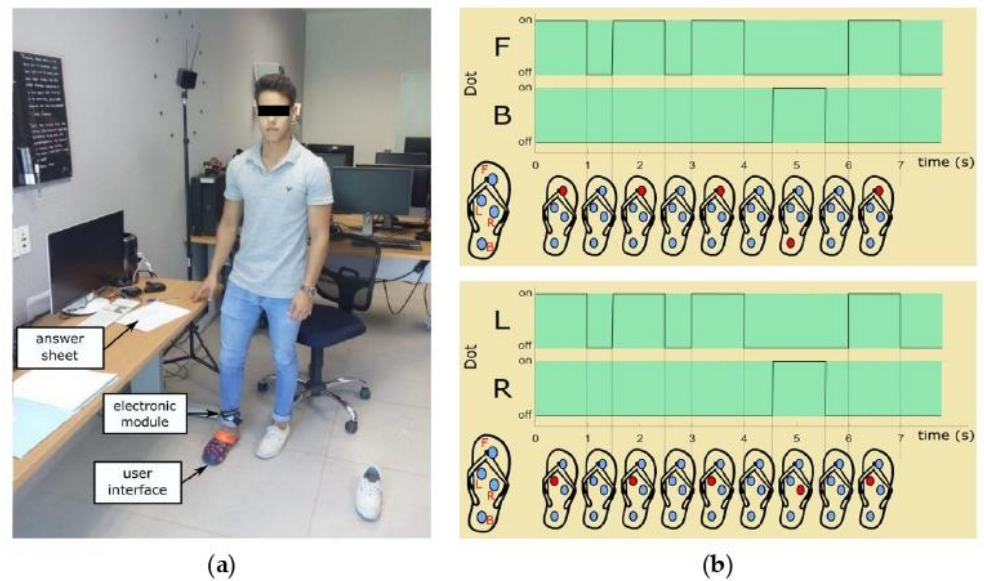 answer
sheet
electronic
module
user
interface
(a)
Dot
F
on
off
B
on
off
0 1 2 3 4 5 6 7 time (s)
F
L
R
B
Dot
L
on
off
R
on
off
0 1 2 3 4 5 6 7 time (s)
F
L
R
B
(b)